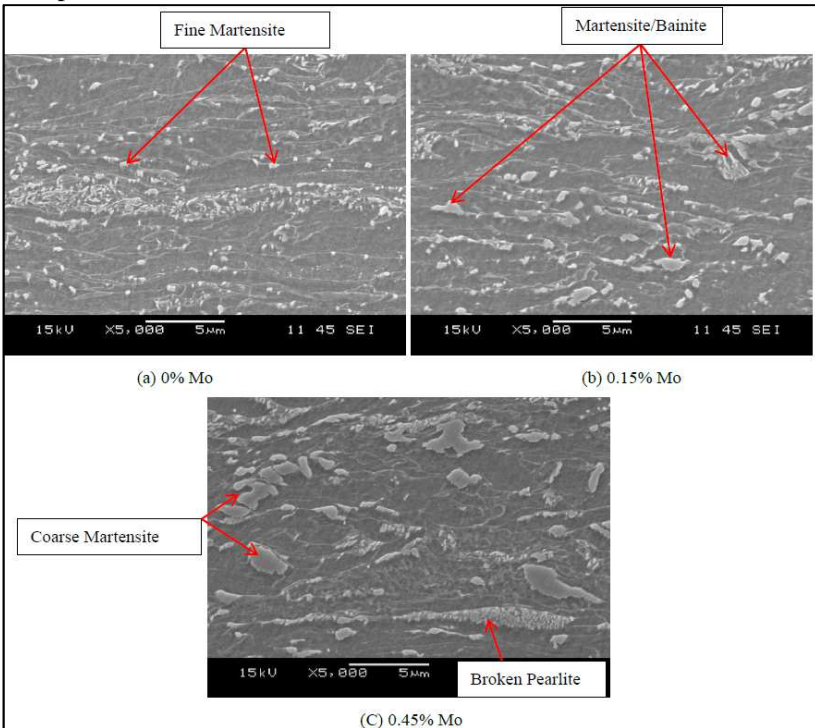 Fine Martensite
Martensite/Bainite
15kV X5,000 5µm 11 45 SEI
15kV X5,000 5µm 11 45 SEI
(a) 0% Mo
(b) 0.15% Mo
Coarse Martensite
15kV X5,000 5µm
Broken Pearlite
(C) 0.45% Mo